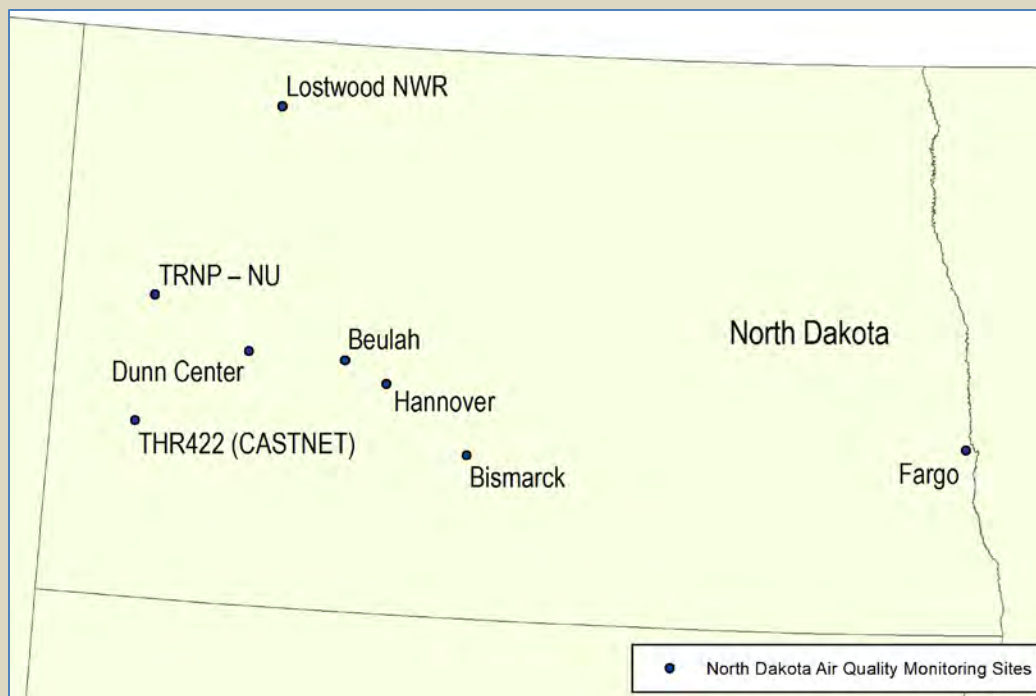 Lostwood NWR
TRNP – NU
Beulah
North Dakota
Dunn Center
Hannover
THR422 (CASTNET)
Bismarck
Fargo
North Dakota Air Quality Monitoring Sites